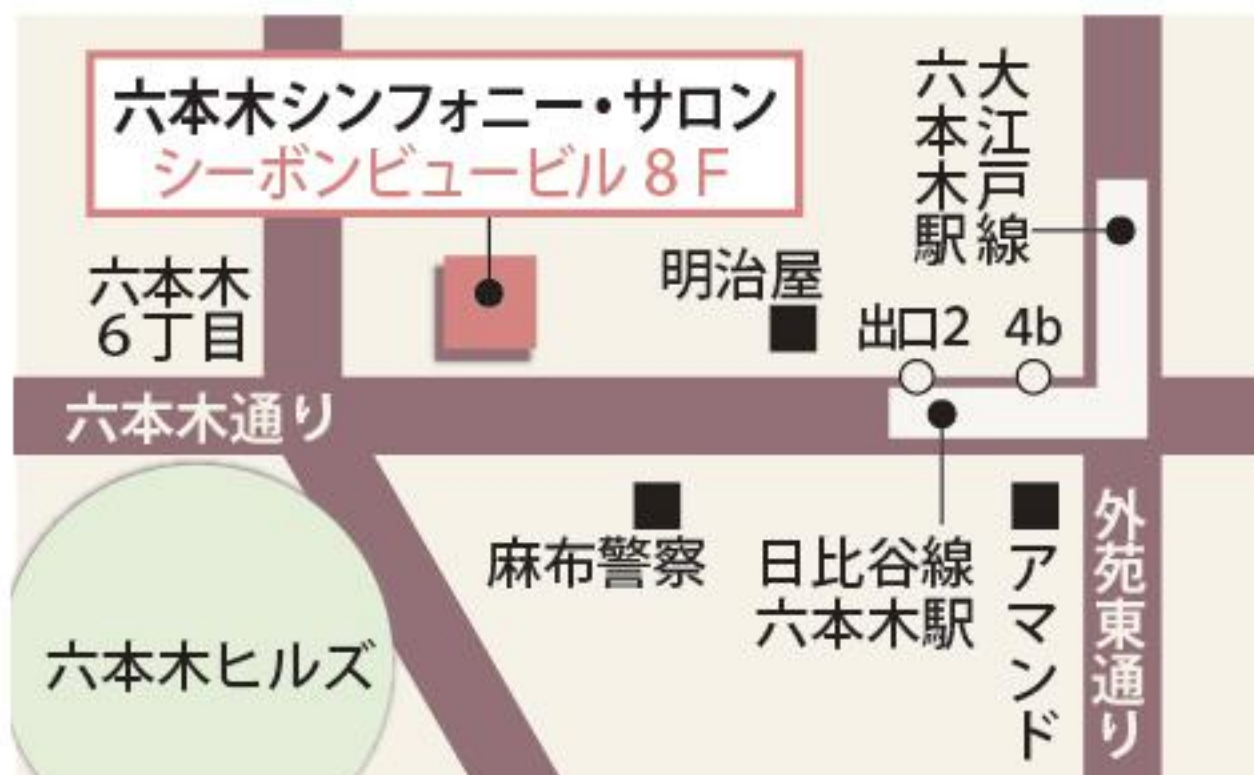 六本木シンフォニー・サロン
シーボンビュービル 8 F
大江戸線
六本木駅
六本木
6丁目
明治屋
出口2
4b
六本木通り
麻布警察
日比谷線
六本木駅
アマンド
外苑東通り
六本木ヒルズ